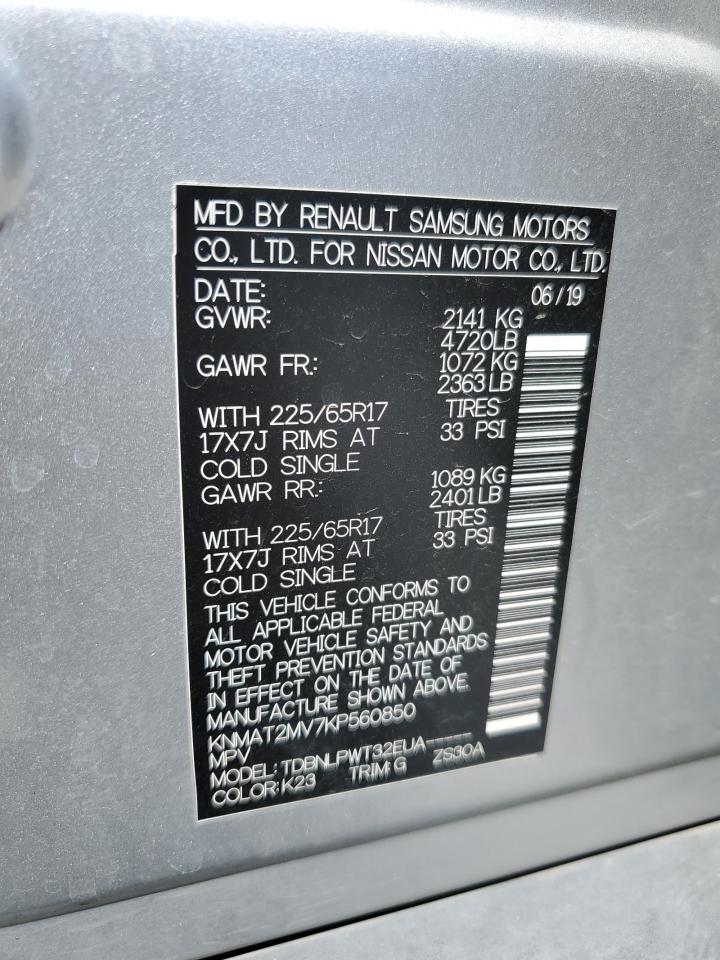 MFD BY RENAULT SAMSUNG MOTORS
CO., LTD. FOR NISSAN MOTOR CO., LTD.
DATE: 06/19
GVWR: 2141 KG
4720LB
GAWR FR.: 1072 KG
2363LB
WITH 225/65R17 TIRES
17X7J RIMS AT 33 PSI
COLD SINGLE
GAWR RR.: 1089 KG
2401LB
WITH 225/65R17 TIRES
17X7J RIMS AT 33 PSI
COLD SINGLE
THIS VEHICLE CONFORMS TO
ALL APPLICABLE FEDERAL
MOTOR VEHICLE SAFETY AND
THEFT PREVENTION STANDARDS
IN EFFECT ON THE DATE OF
MANUFACTURE SHOWN ABOVE.
KNMAT2MV7KP560850
MPV
MODEL: TDBNLPWT32EUA-----
COLOR:K23 TRIM:G ZS30A